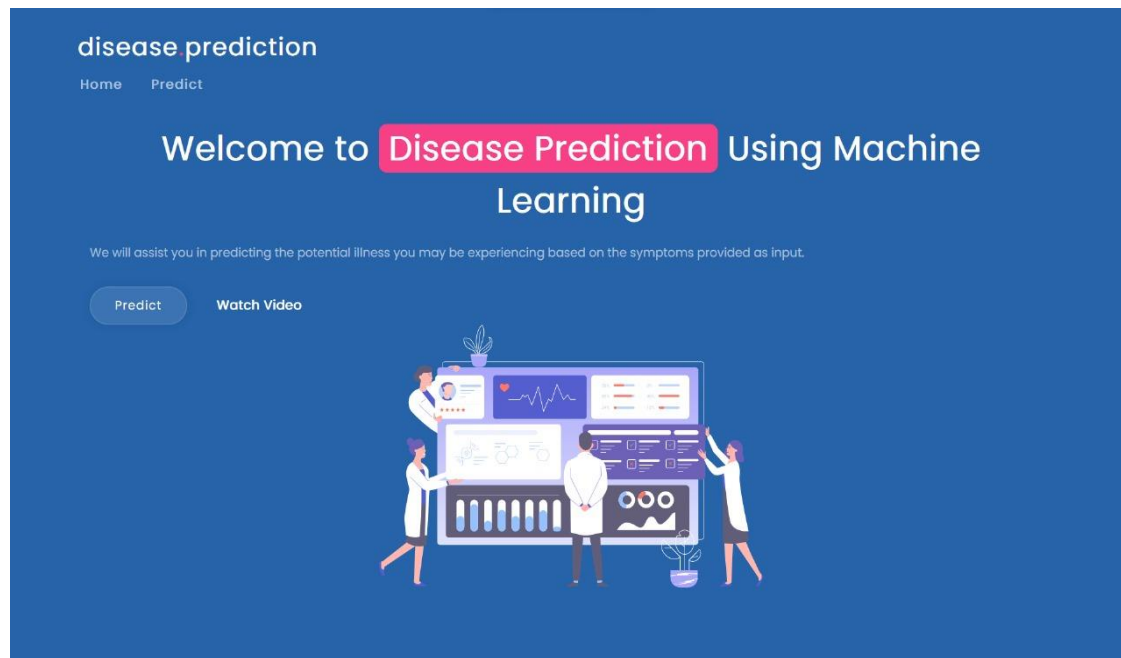 disease.prediction
Home Predict
Welcome to Disease Prediction Using Machine
Learning
We will assist you in predicting the potential illness you may be experiencing based on the symptoms provided as input.
Predict Watch Video